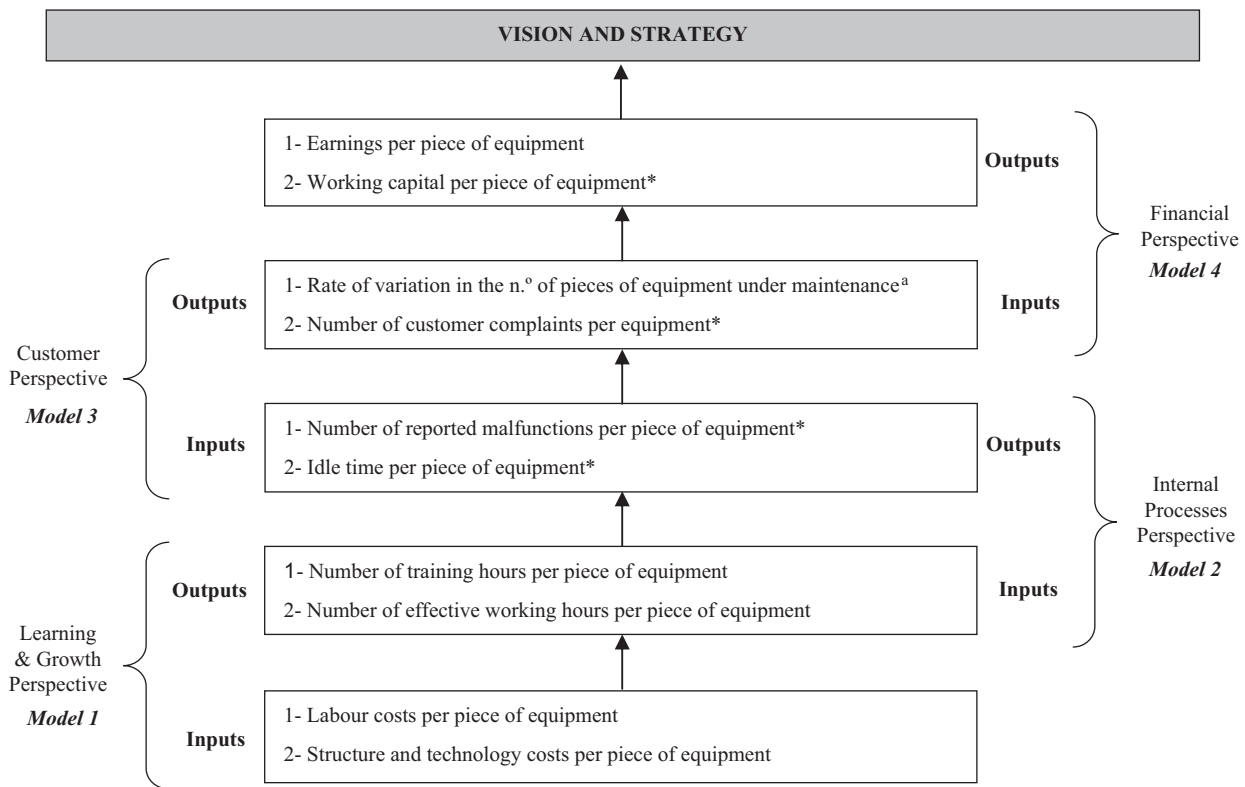 VISION AND STRATEGY
1- Earnings per piece of equipment
2- Working capital per piece of equipment*
Outputs
Financial
Perspective
Model 4
1- Rate of variation in the n.º of pieces of equipment under maintenanceª
2- Number of customer complaints per equipment*
Outputs
Inputs
Customer
Perspective
Model 3
1- Number of reported malfunctions per piece of equipment*
2- Idle time per piece of equipment*
Inputs
Outputs
Internal
Processes
Perspective
Model 2
1- Number of training hours per piece of equipment
2- Number of effective working hours per piece of equipment
Outputs
Inputs
Learning
& Growth
Perspective
Model 1
1- Labour costs per piece of equipment
2- Structure and technology costs per piece of equipment
Inputs